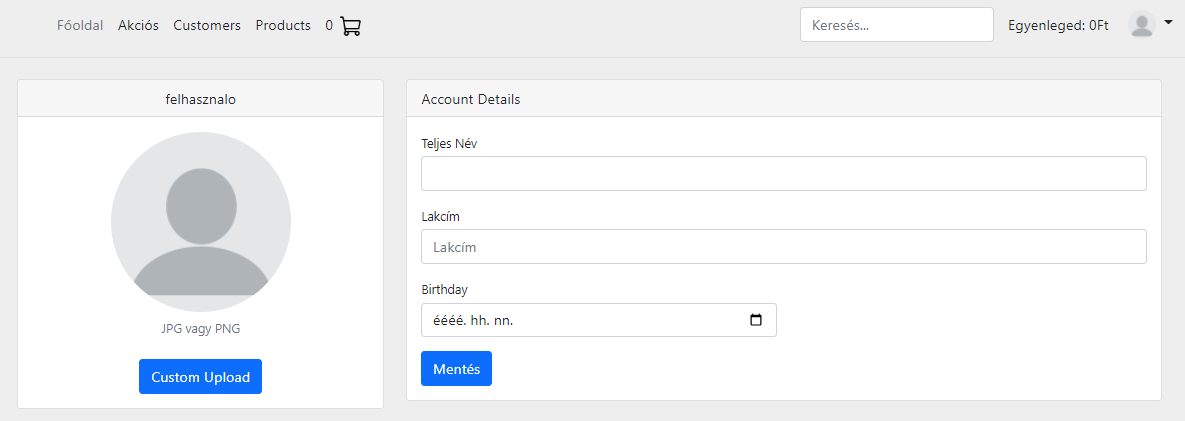 Főoldal Akciós Customers Products 0 Keresés... Egyenleg: 0Ft
felhasznalo
JPG vagy PNG
Custom Upload
Account Details
Teljes Név
Lakcím
Lakcím
Birthday
éééé. hh. nn.
Mentés